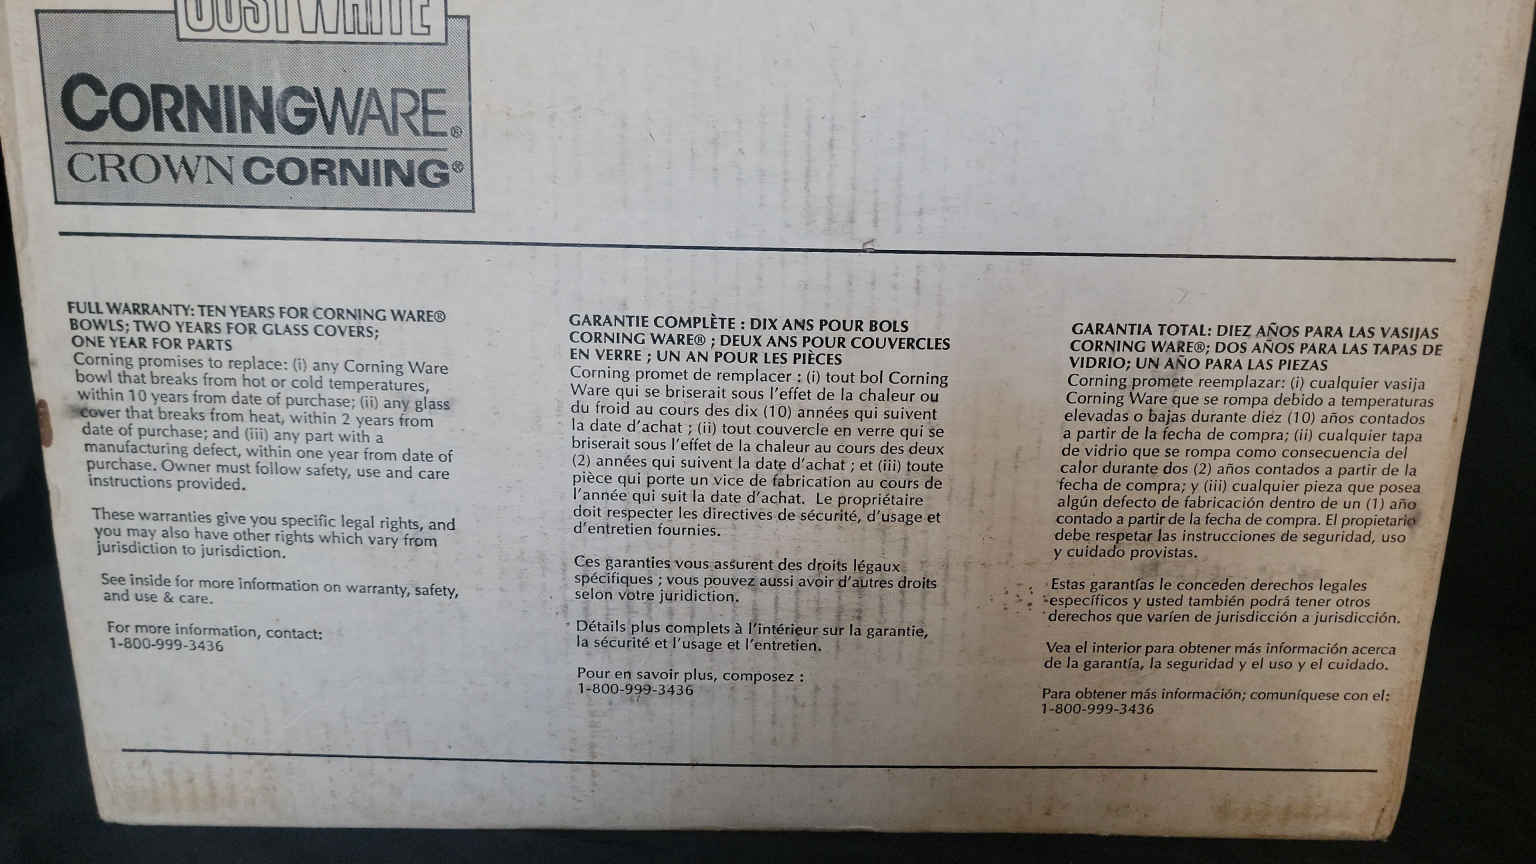 JUST WHITE
CORNINGWARE®
CROWN CORNING®
FULL WARRANTY: TEN YEARS FOR CORNING WARE®
BOWLS; TWO YEARS FOR GLASS COVERS;
ONE YEAR FOR PARTS
Corning promises to replace: (i) any Corning Ware
bowl that breaks from hot or cold temperatures,
within 10 years from date of purchase; (ii) any glass
cover that breaks from heat, within 2 years from
date of purchase; and (iii) any part with a
manufacturing defect, within one year from date of
purchase. Owner must follow safety, use and care
instructions provided.
These warranties give you specific legal rights, and
you may also have other rights which vary from
jurisdiction to jurisdiction.
See inside for more information on warranty, safety,
and use & care.
For more information, contact:
1-800-999-3436
GARANTIE COMPLÈTE : DIX ANS POUR BOLS
CORNING WARE® ; DEUX ANS POUR COUVERCLES
EN VERRE ; UN AN POUR LES PIÈCES
Corning promet de remplacer : (i) tout bol Corning
Ware qui se briserait sous l'effet de la chaleur ou
du froid au cours des dix (10) années qui suivent
la date d'achat ; (ii) tout couvercle en verre qui se
briserait sous l'effet de la chaleur au cours des deux
(2) années qui suivent la date d'achat ; et (iii) toute
pièce qui porte un vice de fabrication au cours de
l'année qui suit la date d'achat. Le propriétaire
doit respecter les directives de sécurité, d'usage et
d'entretien fournies.
Ces garanties vous assurent des droits légaux
spécifiques ; vous pouvez aussi avoir d'autres droits
selon votre juridiction.
Détails plus complets à l'intérieur sur la garantie,
la sécurité et l'usage et l'entretien.
Pour en savoir plus, composez :
1-800-999-3436
GARANTIA TOTAL: DIEZ AÑOS PARA LAS VASIJAS
CORNING WARE®; DOS AÑOS PARA LAS TAPAS DE
VIDRIO; UN AÑO PARA LAS PIEZAS
Corning promete reemplazar: (i) cualquier vasija
Corning Ware que se rompa debido a temperaturas
elevadas o bajas durante diez (10) años contados
a partir de la fecha de compra; (ii) cualquier tapa
de vidrio que se rompa como consecuencia del
calor durante dos (2) años contados a partir de la
fecha de compra; y (iii) cualquier pieza que posea
algún defecto de fabricación dentro de un (1) año
contado a partir de la fecha de compra. El propietario
debe respetar las instrucciones de seguridad, uso
y cuidado provistas.
Estas garantías le conceden derechos legales
específicos y usted también podrá tener otros
derechos que varíen de jurisdicción a jurisdicción.
Vea el interior para obtener más información acerca
de la garantía, la seguridad y el uso y el cuidado.
Para obtener más información; comuníquese con el:
1-800-999-3436